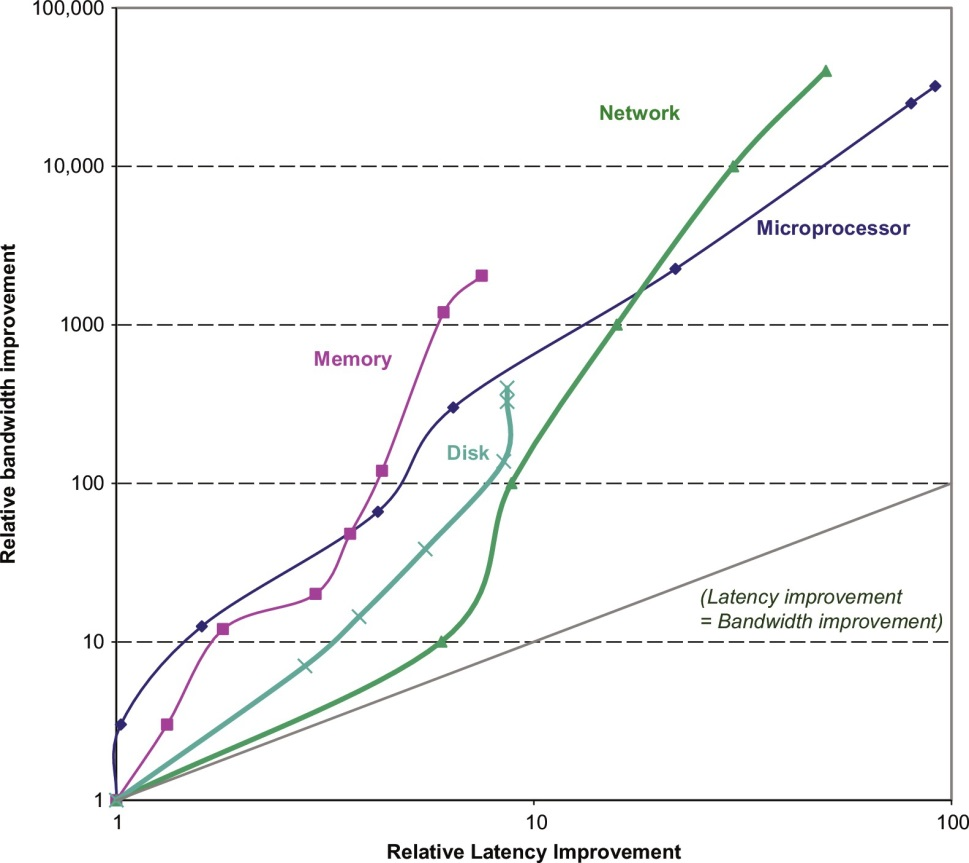 100,000
Network
10,000
Microprocessor
Relative bandwidth improvement
1000
Memory
Disk
100
(Latency improvement
= Bandwidth improvement)
10
1
1
10
100
Relative Latency Improvement